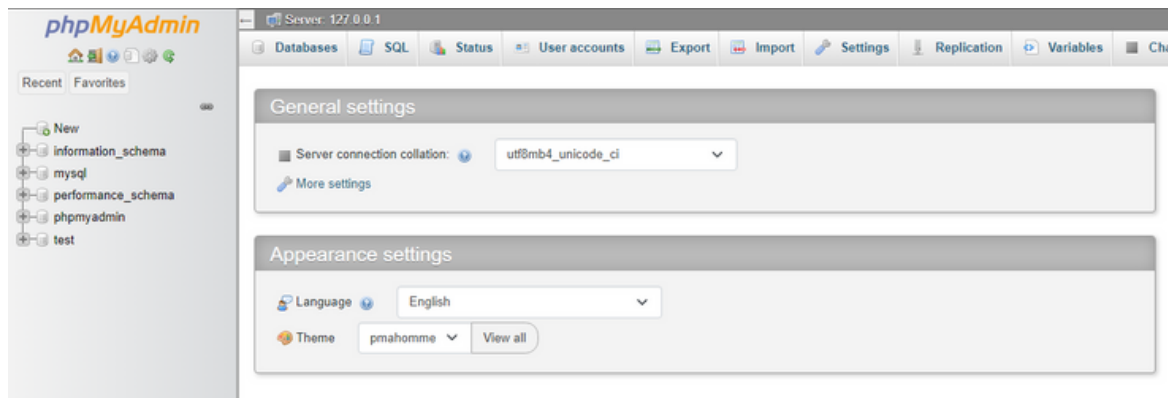 phpMyAdmin
Recent Favorites
New
information_schema
mysql
performance_schema
phpmyadmin
test
Server: 127.0.0.1
Databases SQL Status User accounts Export Import Settings Replication Variables
General settings
Server connection collation: utf8mb4_unicode_ci
More settings
Appearance settings
Language English
Theme pmahomme View all